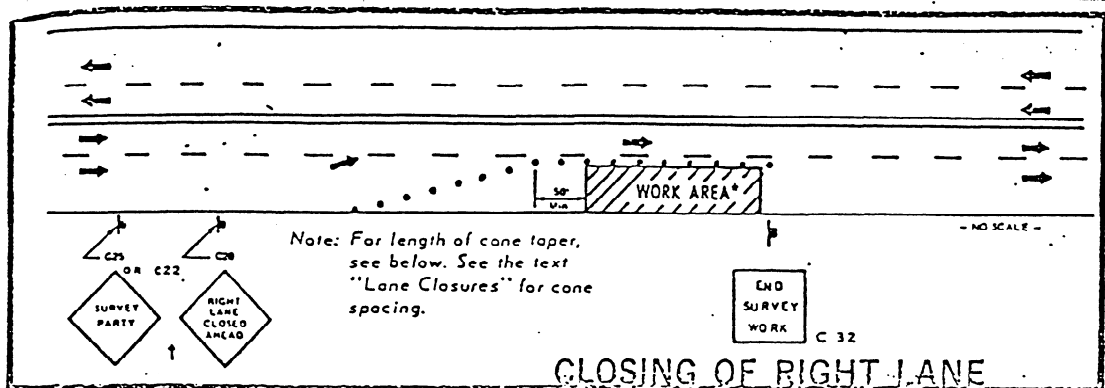 50'
Min
WORK AREA*
- NO SCALE -
C25
OR C22
C20
Note: For length of cone taper,
see below. See the text
"Lane Closures" for cone
spacing.
SURVEY
PARTY
RIGHT
LANE
CLOSED
AHEAD
END
SURVEY
WORK
C 32
CLOSING OF RIGHT LANE